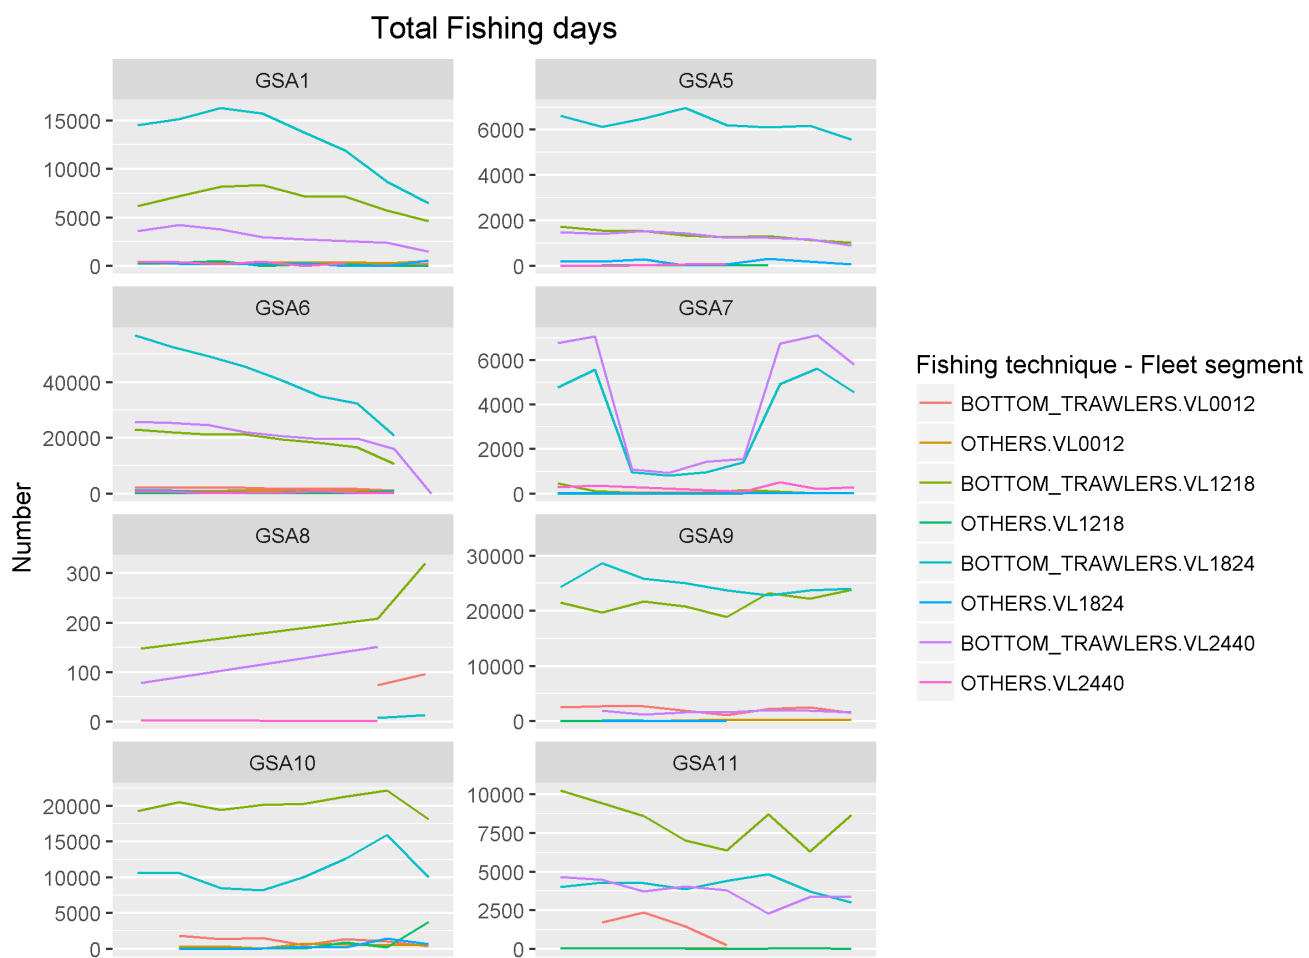 Total Fishing days
Number
GSA1
15000
10000
5000
0
GSA5
6000
4000
2000
0
GSA6
40000
20000
0
GSA7
6000
4000
2000
0
GSA8
300
200
100
0
GSA9
30000
20000
10000
0
GSA10
20000
15000
10000
5000
0
GSA11
10000
7500
5000
2500
0
Fishing technique - Fleet segment
BOTTOM_TRAWLERS.VL0012
OTHERS.VL0012
BOTTOM_TRAWLERS.VL1218
OTHERS.VL1218
BOTTOM_TRAWLERS.VL1824
OTHERS.VL1824
BOTTOM_TRAWLERS.VL2440
OTHERS.VL2440